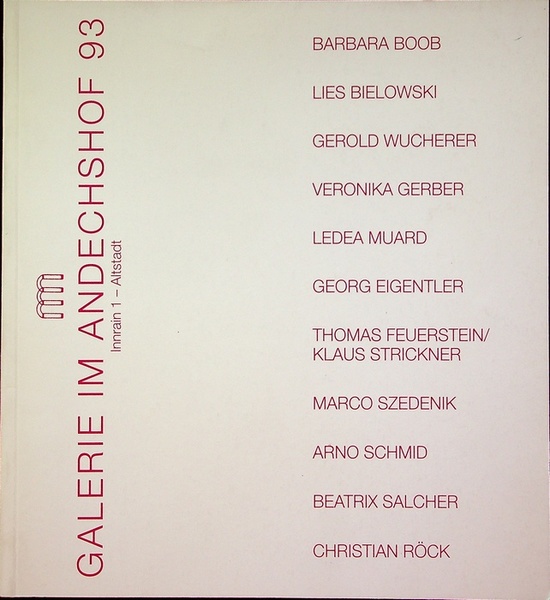 GALERIE IM ANDECHSHOF 93
Innrain 1 – Altstadt
BARBARA BOOB
LIES BIELOWSKI
GEROLD WUCHERER
VERONIKA GERBER
LEDEA MUARD
GEORG EIGENTLER
THOMAS FEUERSTEIN/
KLAUS STRICKNER
MARCO SZEDENIK
ARNO SCHMID
BEATRIX SALCHER
CHRISTIAN RÖCK